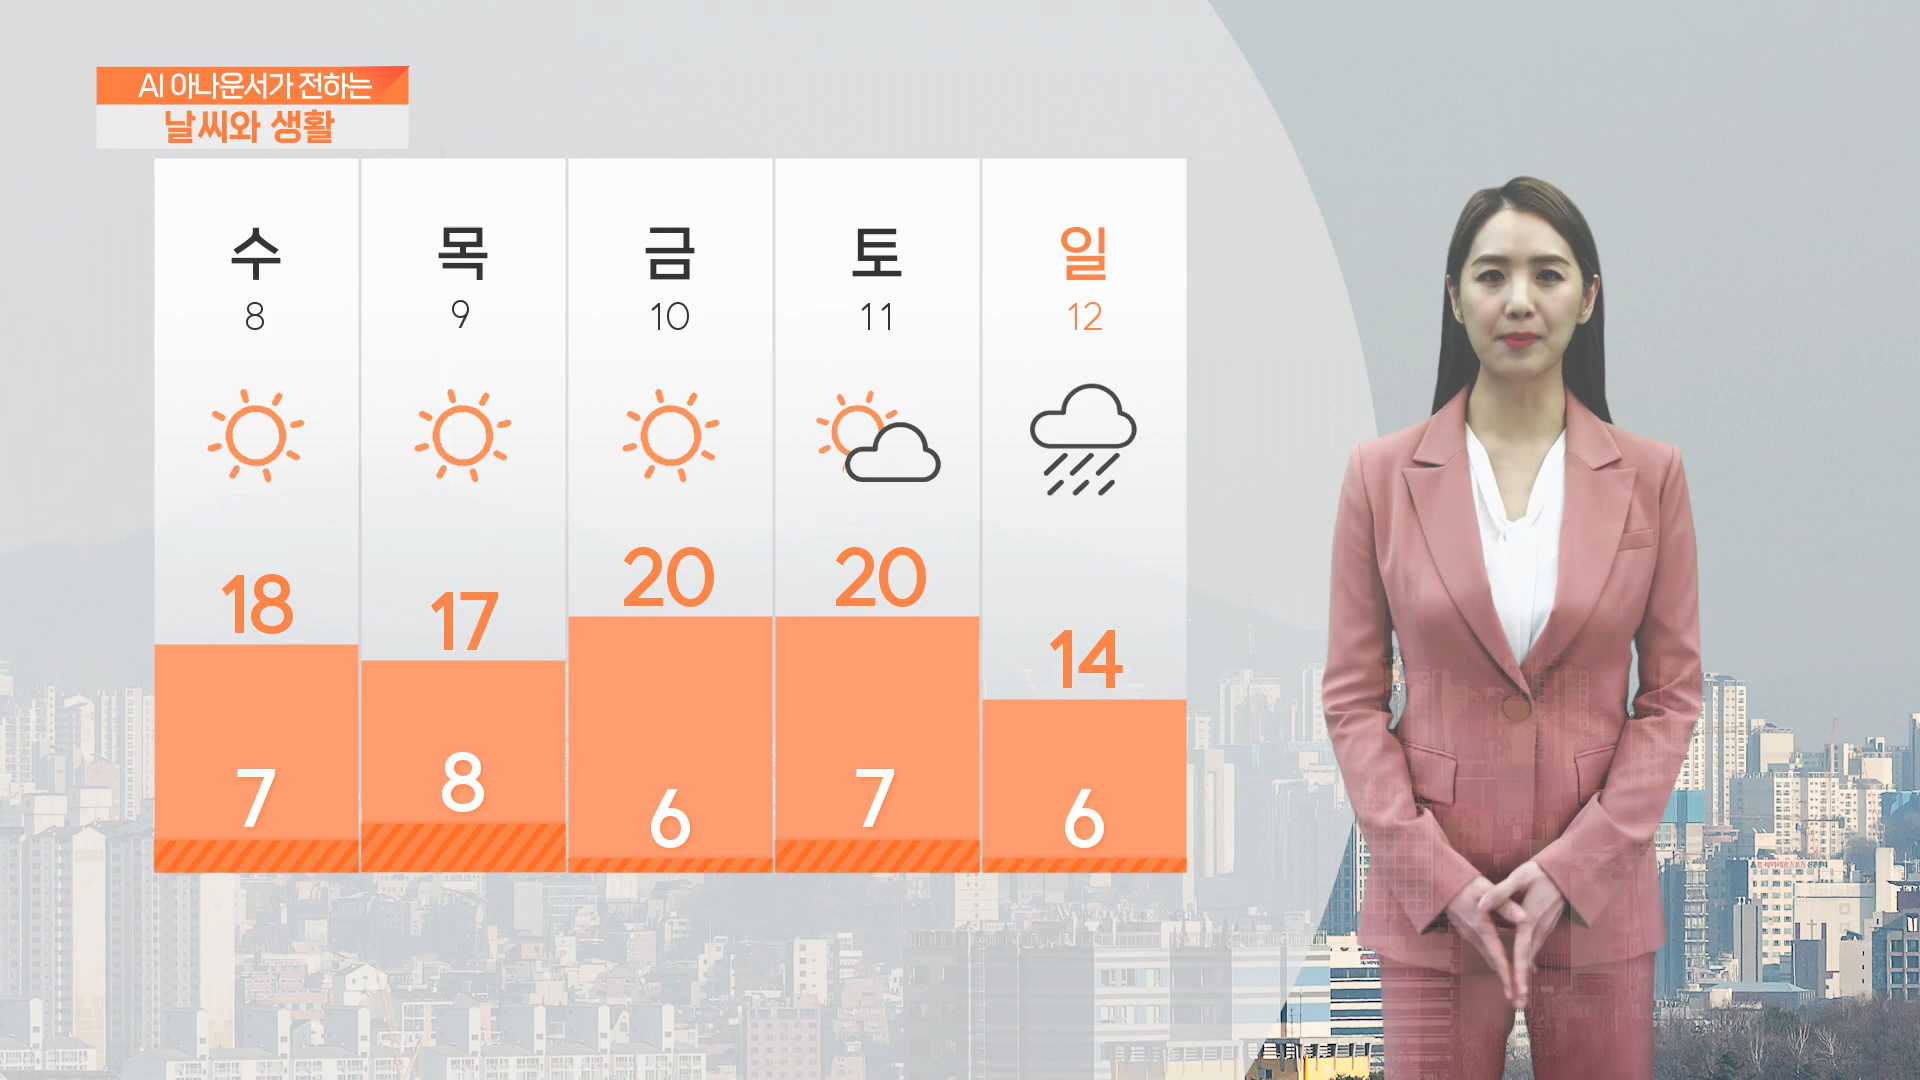 AI 아나운서가 전하는
날씨와 생활
수 목 금 토 일
8 9 10 11 12
18 17 20 20 14
7 8 6 7 6